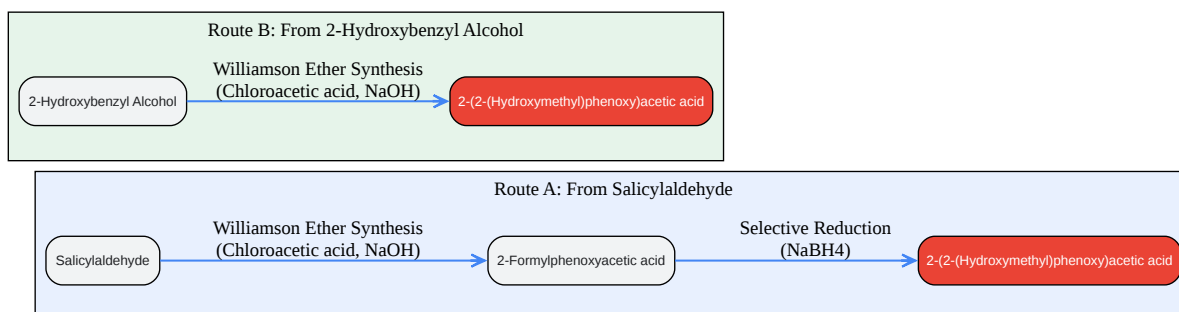 Route B: From 2-Hydroxybenzyl Alcohol
Williamson Ether Synthesis
(Chloroacetic acid, NaOH)
2-Hydroxybenzyl Alcohol
2-(2-(Hydroxymethyl)phenoxy)acetic acid
Route A: From Salicylaldehyde
Williamson Ether Synthesis
(Chloroacetic acid, NaOH)
Selective Reduction
(NaBH4)
Salicylaldehyde
2-Formylphenoxyacetic acid
2-(2-(Hydroxymethyl)phenoxy)acetic acid